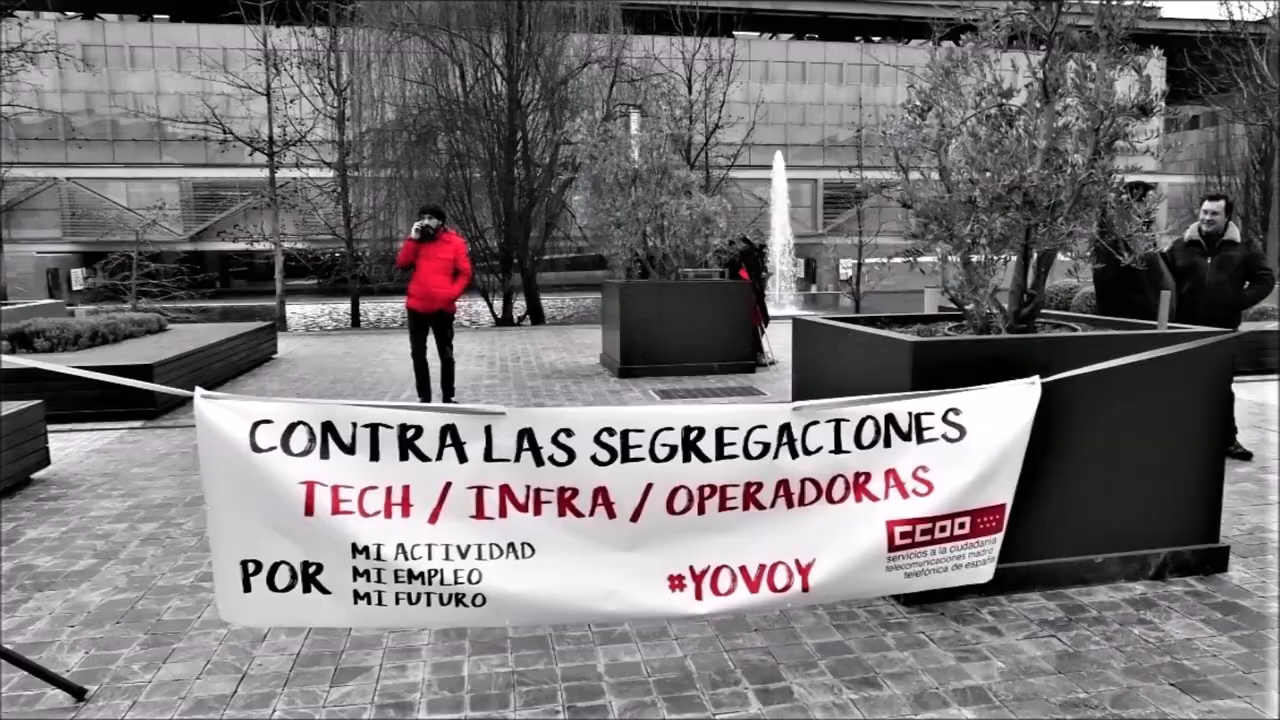 CONTRA LAS SEGREGACIONES
TECH / INFRA / OPERADORAS
POR
MI ACTIVIDAD
MI EMPLEO
MI FUTURO
#YOVOY
CCOO
servicios a la ciudadanía
telecomunicaciones madrid
telefónica de españa